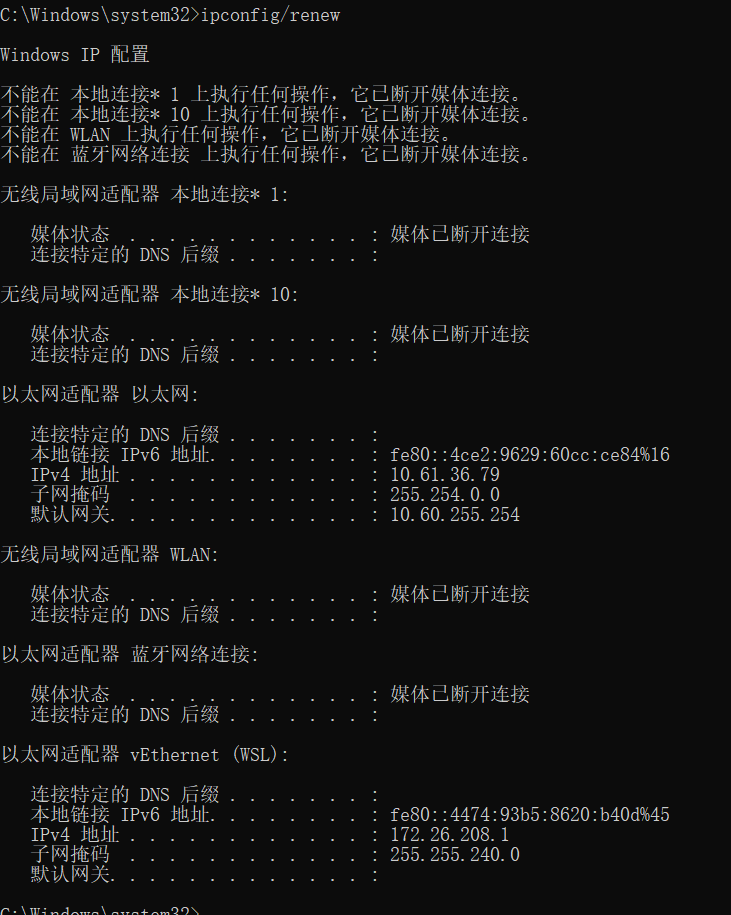 C:\Windows\system32>ipconfig/renew
Windows IP 配置
不能在 本地连接* 1 上执行任何操作，它已断开媒体连接。
不能在 本地连接* 10 上执行任何操作，它已断开媒体连接。
不能在 WLAN 上执行任何操作，它已断开媒体连接。
不能在 蓝牙网络连接 上执行任何操作，它已断开媒体连接。
无线局域网适配器 本地连接* 1:
媒体状态  . . . . . . . . . . . . : 媒体已断开连接
连接特定的 DNS 后缀 . . . . . . . :
无线局域网适配器 本地连接* 10:
媒体状态  . . . . . . . . . . . . : 媒体已断开连接
连接特定的 DNS 后缀 . . . . . . . :
以太网适配器 以太网:
连接特定的 DNS 后缀 . . . . . . . :
本地链接 IPv6 地址. . . . . . . . : fe80::4ce2:9629:60cc:ce84%16
IPv4 地址 . . . . . . . . . . . . : 10.61.36.79
子网掩码  . . . . . . . . . . . . : 255.254.0.0
默认网关. . . . . . . . . . . . . : 10.60.255.254
无线局域网适配器 WLAN:
媒体状态  . . . . . . . . . . . . : 媒体已断开连接
连接特定的 DNS 后缀 . . . . . . . :
以太网适配器 蓝牙网络连接:
媒体状态  . . . . . . . . . . . . : 媒体已断开连接
连接特定的 DNS 后缀 . . . . . . . :
以太网适配器 vEthernet (WSL):
连接特定的 DNS 后缀 . . . . . . . :
本地链接 IPv6 地址. . . . . . . . : fe80::4474:93b5:8620:b40d%45
IPv4 地址 . . . . . . . . . . . . : 172.26.208.1
子网掩码  . . . . . . . . . . . . : 255.255.240.0
默认网关. . . . . . . . . . . . . :
C:\Windows\system32>